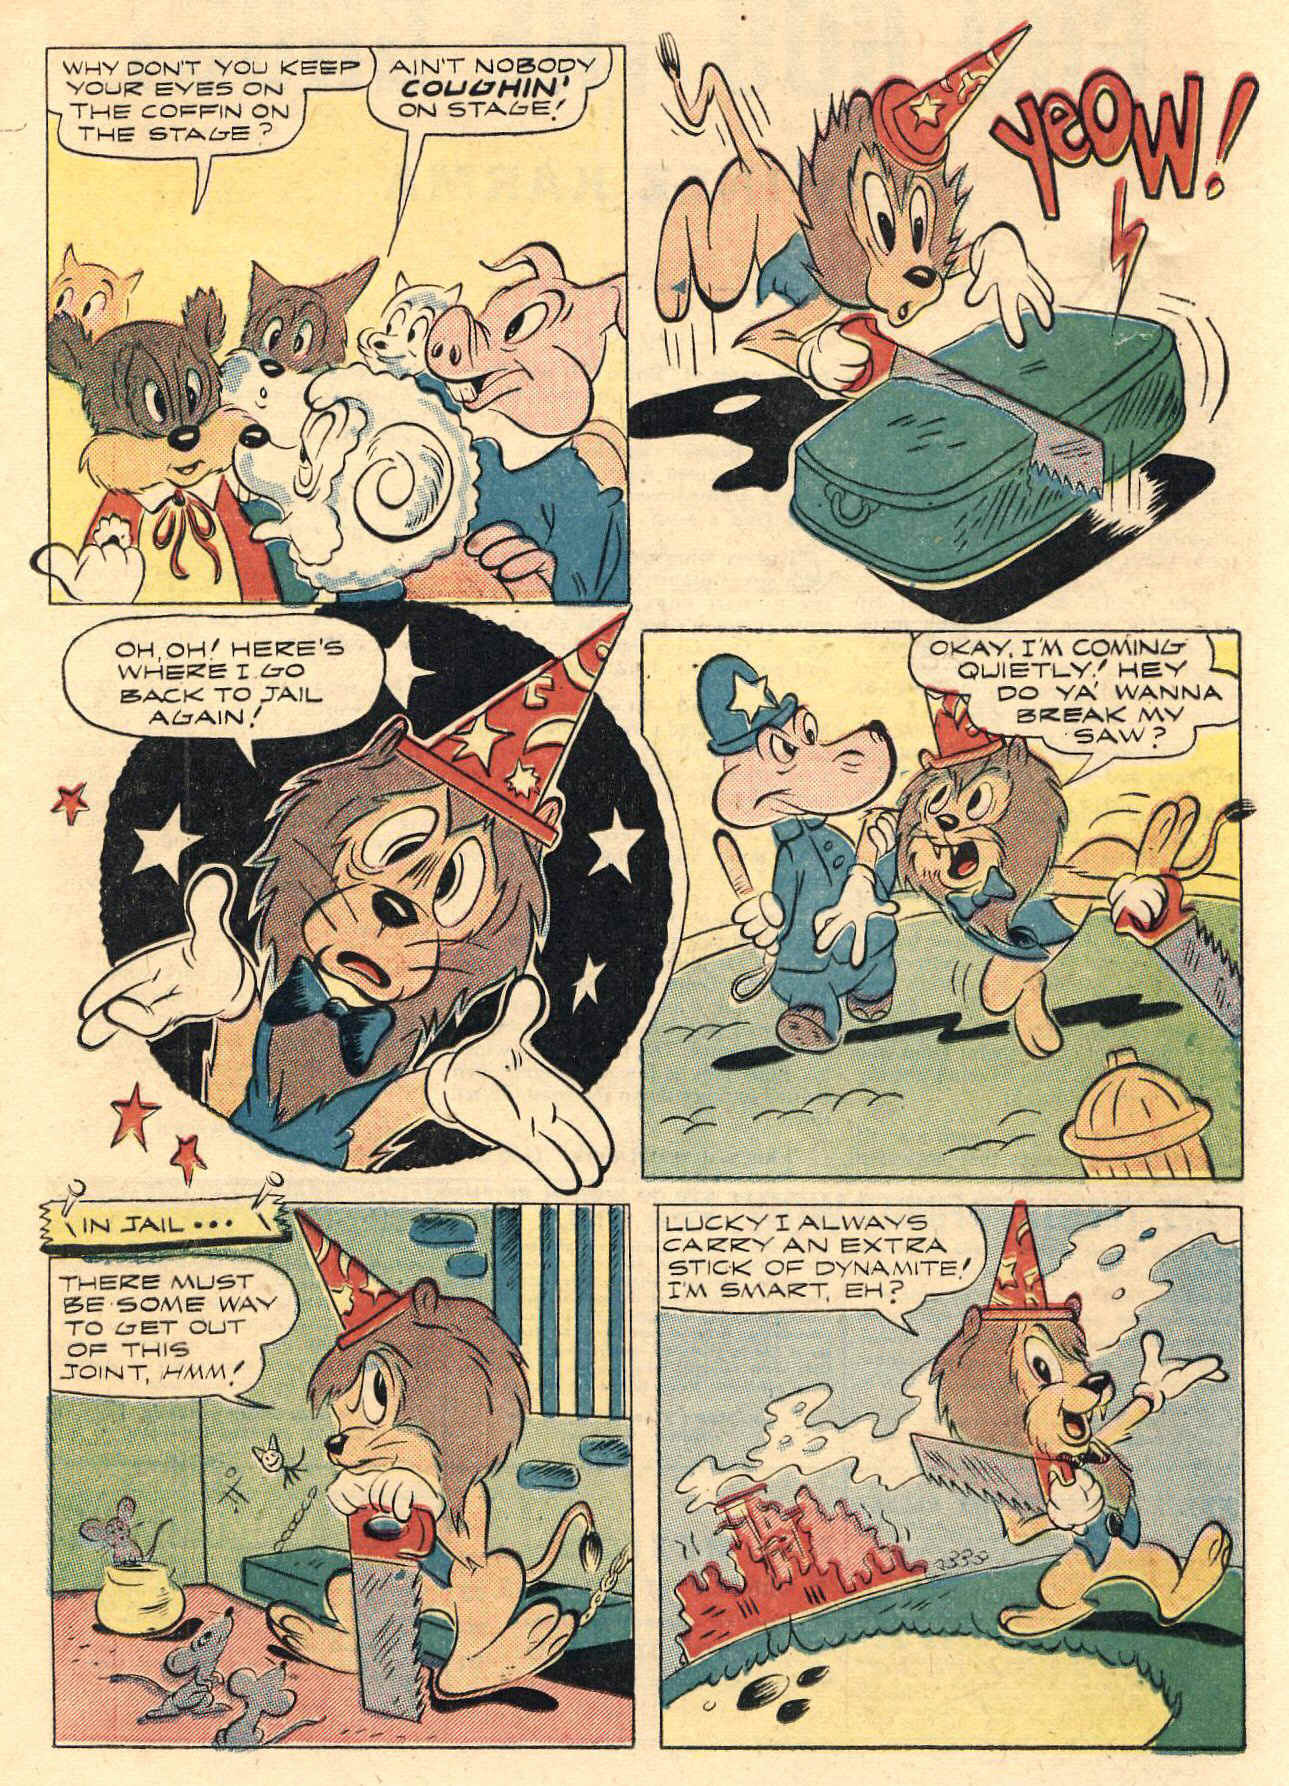 WHY DON'T YOU KEEP
YOUR EYES ON
THE COFFIN ON
THE STAGE?
AIN'T NOBODY
COUGHIN'
ON STAGE!
YEOW!
OH, OH! HERE'S
WHERE I GO
BACK TO JAIL
AGAIN!
OKAY, I'M COMING
QUIETLY! HEY
DO YA' WANNA
BREAK MY
SAW?
IN JAIL...
THERE MUST
BE SOME WAY
TO GET OUT
OF THIS
JOINT, HMM!
LUCKY I ALWAYS
CARRY AN EXTRA
STICK OF DYNAMITE!
I'M SMART, EH?